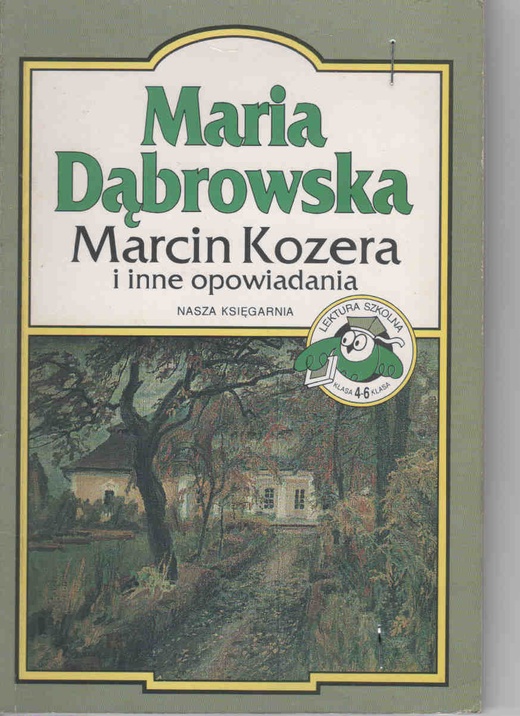 Maria
Dąbrowska
Marcin Kozera
i inne opowiadania
NASZA KSIĘGARNIA
LEKTURA SZKOLNA
KLASA 4-6 KLASA